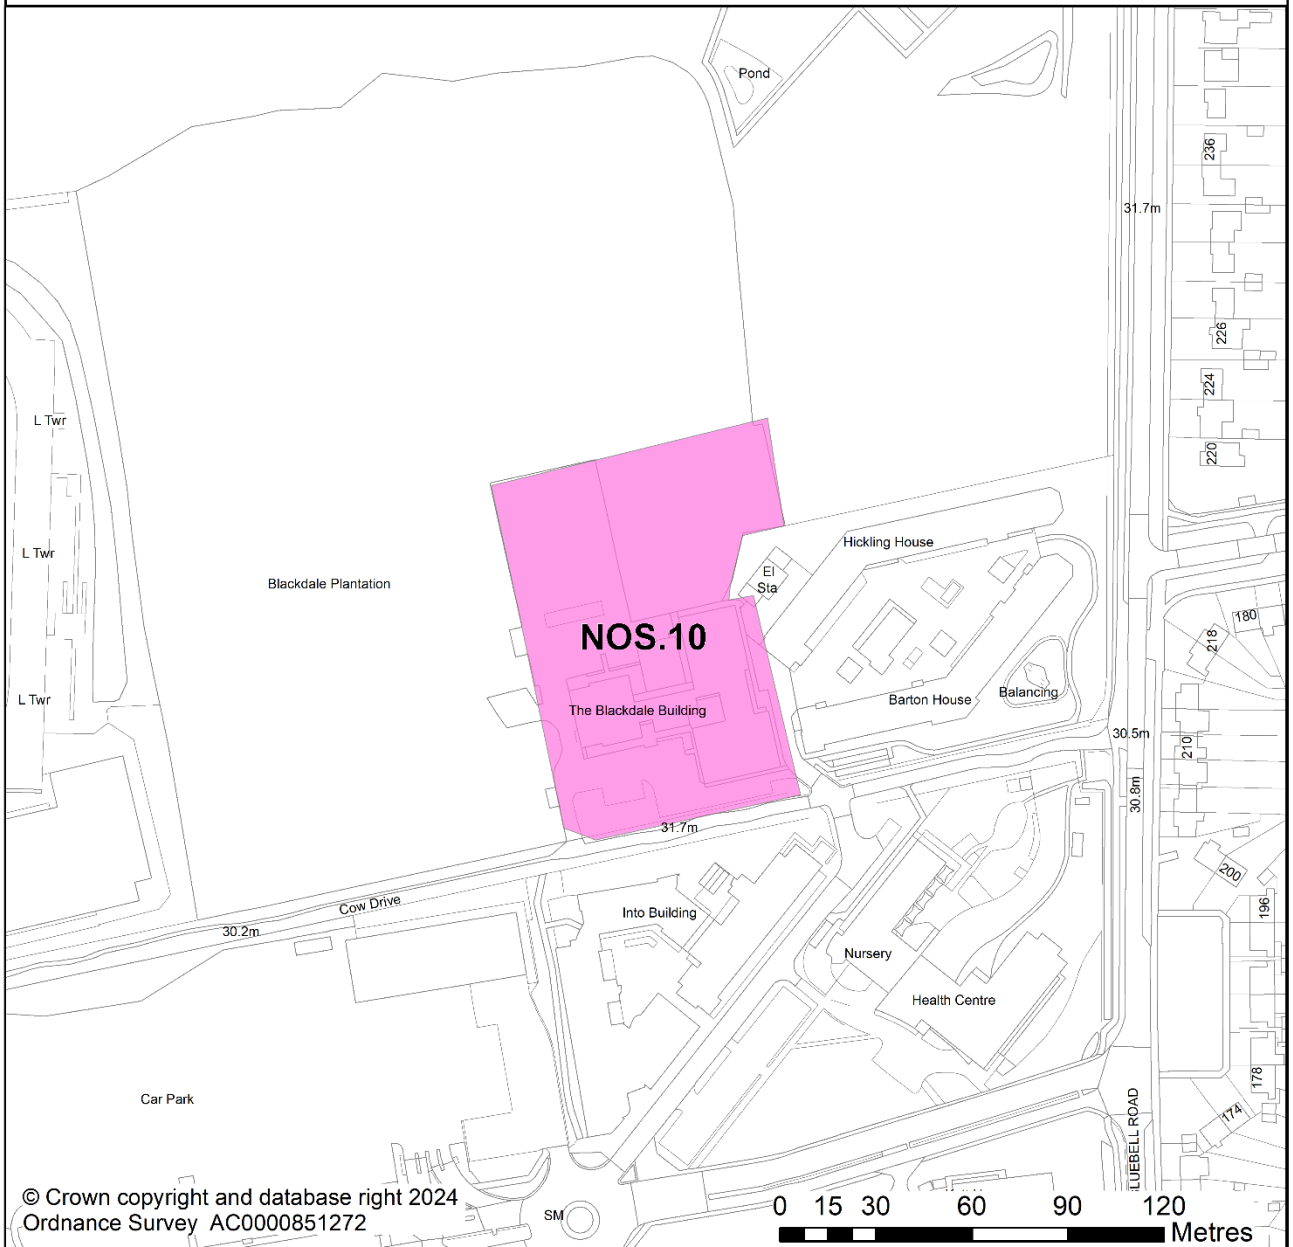 Pond
236
31.7m
226
224
L Twr
220
Hickling House
L Twr
El
Sta
Blackdale Plantation
180
218
NOS.10
L Twr
Barton House
Balancing
The Blackdale Building
30.5m
210
30.8m
31.7m
200
Cow Drive
196
Into Building
30.2m
Nursery
Health Centre
178
Car Park
174
LUEBELL ROAD
© Crown copyright and database right 2024
Ordnance Survey AC0000851272
SM
0 15 30 60 90 120
Metres